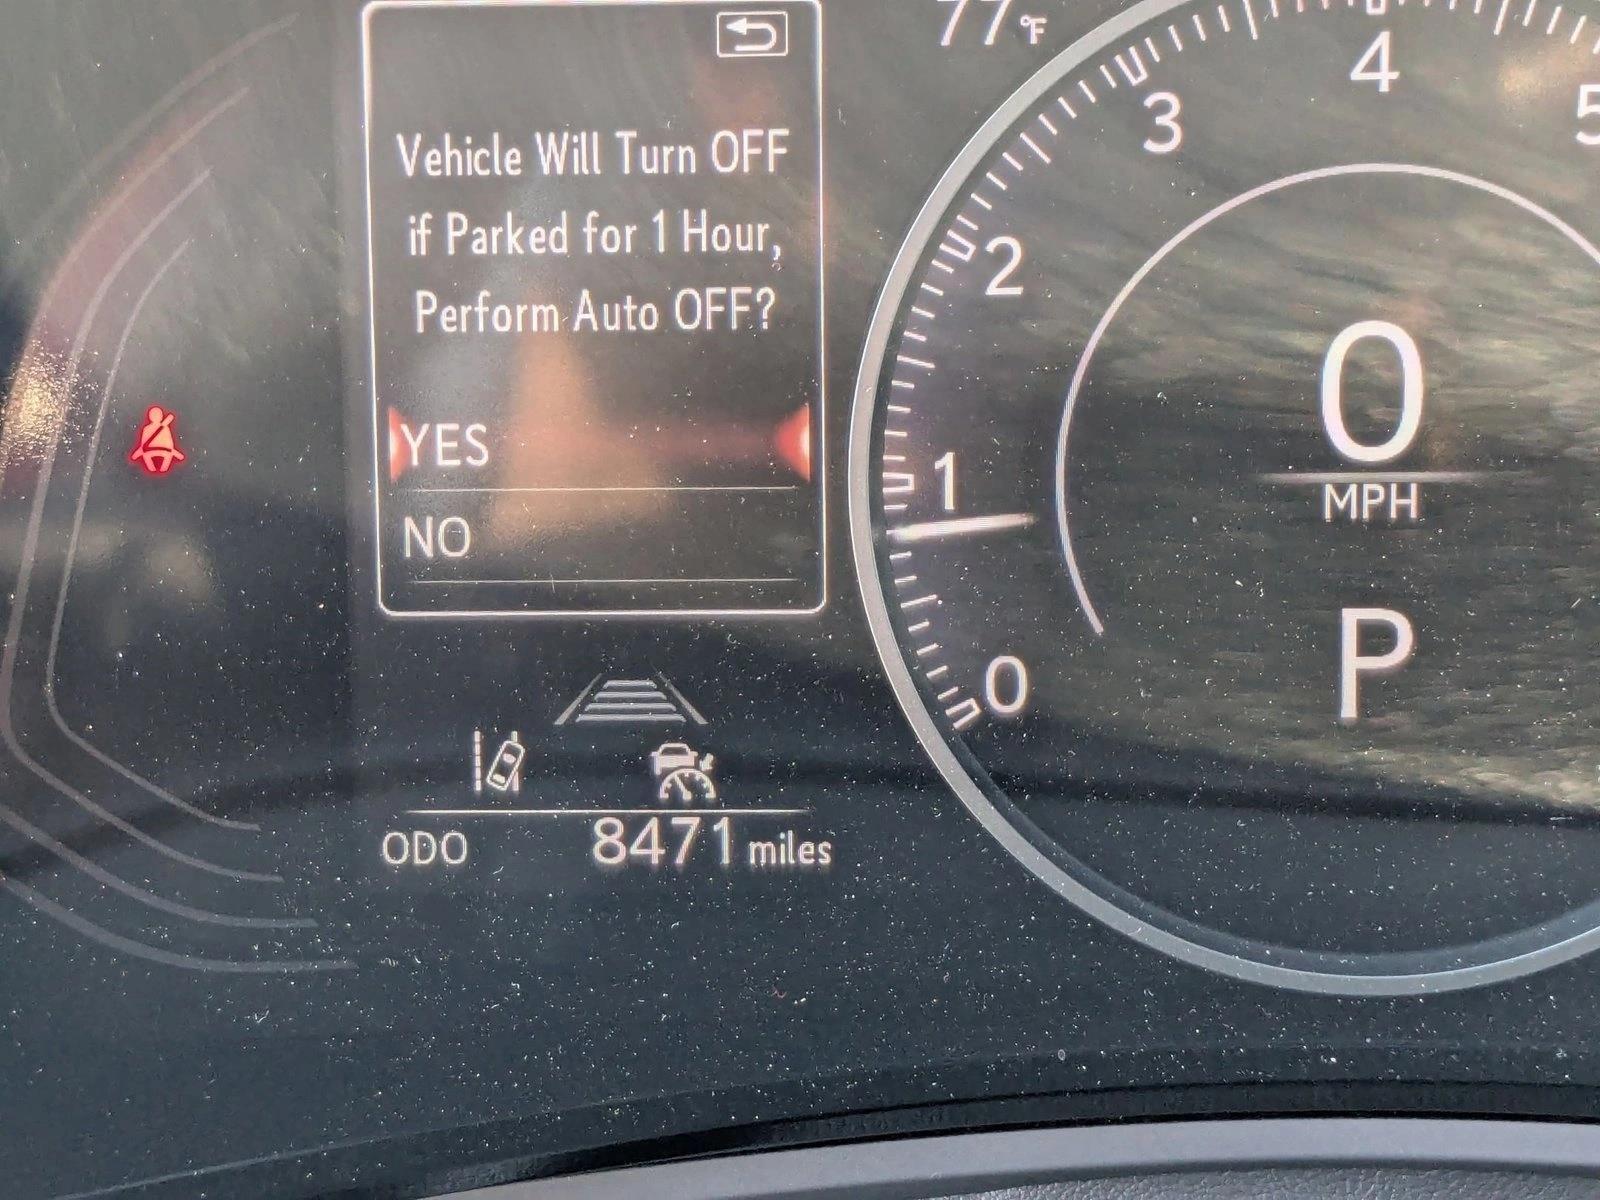 77°F
Vehicle Will Turn OFF
if Parked for 1 Hour,
Perform Auto OFF?
YES
NO
ODO 8471 miles
0
1
2
3
4
5
0
MPH
P